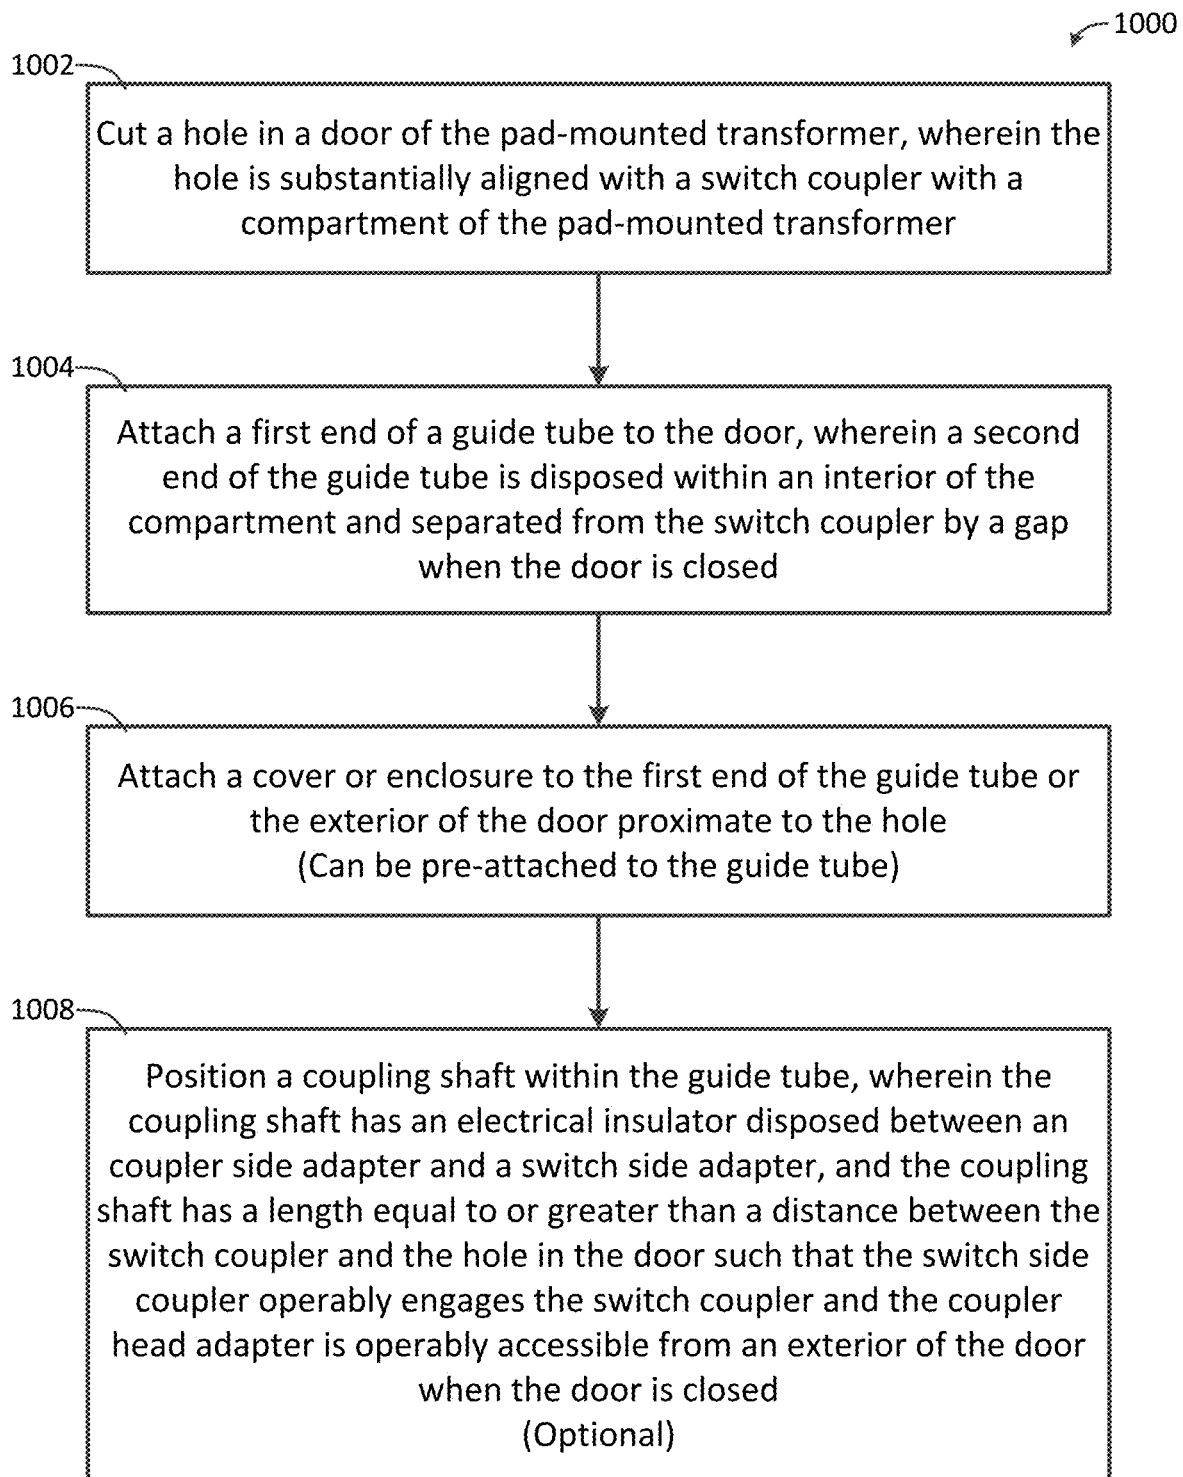 1000
1002
Cut a hole in a door of the pad-mounted transformer, wherein the
hole is substantially aligned with a switch coupler with a
compartment of the pad-mounted transformer
1004
Attach a first end of a guide tube to the door, wherein a second
end of the guide tube is disposed within an interior of the
compartment and separated from the switch coupler by a gap
when the door is closed
1006
Attach a cover or enclosure to the first end of the guide tube or
the exterior of the door proximate to the hole
(Can be pre-attached to the guide tube)
1008
Position a coupling shaft within the guide tube, wherein the
coupling shaft has an electrical insulator disposed between an
coupler side adapter and a switch side adapter, and the coupling
shaft has a length equal to or greater than a distance between the
switch coupler and the hole in the door such that the switch side
coupler operably engages the switch coupler and the coupler
head adapter is operably accessible from an exterior of the door
when the door is closed
(Optional)